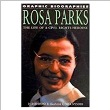 GRAPHIC BIOGRAPHIES
ROSA PARKS
THE LIFE OF A CIVIL RIGHTS HEROINE